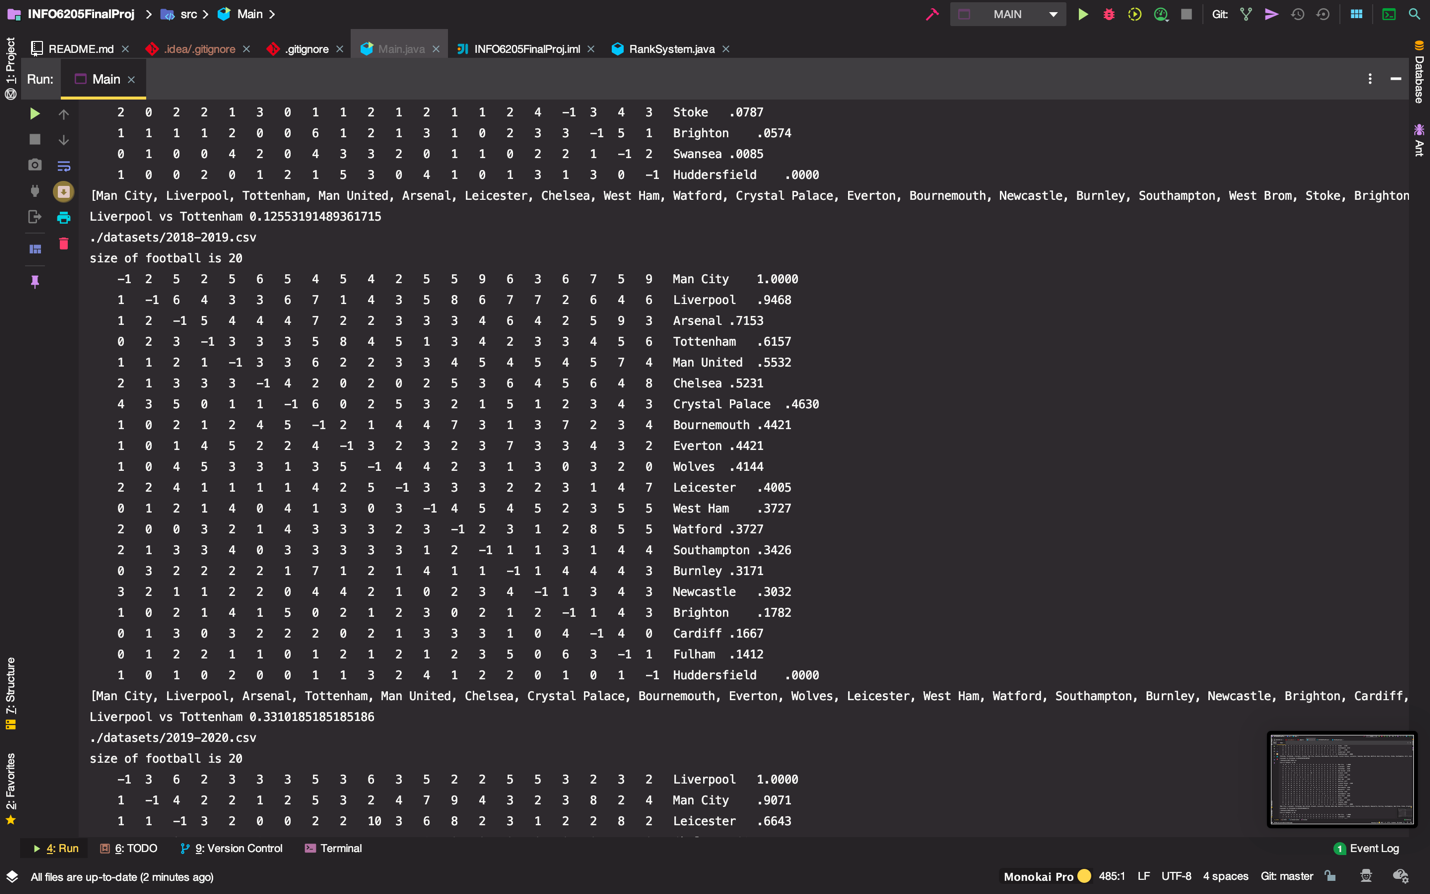 INFO6205FinalProj > src > Main >
MAIN
Git:
README.md × .idea/.gitignore × .gitignore × Main.java × INFO6205FinalProj.iml × RankSystem.java ×
1: Project
Database
Ant
Run: Main ×
2 0 2 2 1 3 0 1 1 2 1 2 1 1 2 4 -1 3 4 3 Stoke .0787
1 1 1 1 2 0 0 6 1 2 1 3 1 0 2 3 3 -1 5 1 Brighton .0574
0 1 0 0 4 2 0 4 3 3 2 0 1 1 0 2 2 1 -1 2 Swansea .0085
1 0 0 2 0 1 2 1 5 3 0 4 1 0 1 3 1 3 0 -1 Huddersfield .0000
[Man City, Liverpool, Tottenham, Man United, Arsenal, Leicester, Chelsea, West Ham, Watford, Crystal Palace, Everton, Bournemouth, Newcastle, Burnley, Southampton, West Brom, Stoke, Brighton
Liverpool vs Tottenham 0.12553191489361715
./datasets/2018-2019.csv
size of football is 20
-1 2 5 2 5 6 5 4 5 4 2 5 5 9 6 3 6 7 5 9 Man City 1.0000
1 -1 6 4 3 3 6 7 1 4 3 5 8 6 7 7 2 6 4 6 Liverpool .9468
1 2 -1 5 4 4 4 7 2 2 3 3 3 4 6 4 2 5 9 3 Arsenal .7153
0 2 3 -1 3 3 3 5 8 4 5 1 3 4 2 3 3 4 5 6 Tottenham .6157
1 1 2 1 -1 3 3 6 2 2 3 3 4 5 4 5 4 5 7 4 Man United .5532
2 1 3 3 3 -1 4 2 0 2 0 2 5 3 6 4 5 6 4 8 Chelsea .5231
4 3 5 0 1 1 -1 6 0 2 5 3 2 1 5 1 2 3 4 3 Crystal Palace .4630
1 0 2 1 2 4 5 -1 2 1 4 4 7 3 1 3 7 2 3 4 Bournemouth .4421
1 0 1 4 5 2 2 4 -1 3 2 3 2 3 7 3 3 4 3 2 Everton .4421
1 0 4 5 3 3 1 3 5 -1 4 4 2 3 1 3 0 3 2 0 Wolves .4144
2 2 4 1 1 1 1 4 2 5 -1 3 3 3 2 2 3 1 4 7 Leicester .4005
0 1 2 1 4 0 4 1 3 0 3 -1 4 5 4 5 2 3 5 5 West Ham .3727
2 0 0 3 2 1 4 3 3 3 2 3 -1 2 3 1 2 8 5 5 Watford .3727
2 1 3 3 4 0 3 3 3 3 3 1 2 -1 1 1 3 1 4 4 Southampton .3426
0 3 2 2 2 2 1 7 1 2 1 4 1 1 -1 1 4 4 4 3 Burnley .3171
3 2 1 1 2 2 0 4 4 2 1 0 2 3 4 -1 1 3 4 3 Newcastle .3032
1 0 2 1 4 1 5 0 2 1 2 3 0 2 1 2 -1 1 4 3 Brighton .1782
0 1 3 0 3 2 2 2 0 2 1 3 3 3 1 0 4 -1 4 0 Cardiff .1667
0 1 2 2 1 1 0 1 2 1 2 1 2 3 5 0 6 3 -1 1 Fulham .1412
1 0 1 0 2 0 0 1 1 3 2 4 1 2 2 0 1 0 1 -1 Huddersfield .0000
[Man City, Liverpool, Arsenal, Tottenham, Man United, Chelsea, Crystal Palace, Bournemouth, Everton, Wolves, Leicester, West Ham, Watford, Southampton, Burnley, Newcastle, Brighton, Cardiff,
Liverpool vs Tottenham 0.3310185185185186
./datasets/2019-2020.csv
size of football is 20
-1 3 6 2 3 3 3 5 3 6 3 5 2 2 5 5 3 2 3 2 Liverpool 1.0000
1 -1 4 2 2 1 2 5 3 2 4 7 9 4 3 2 3 8 2 4 Man City .9071
1 1 -1 3 2 0 0 2 2 10 3 6 8 2 3 1 2 2 8 2 Leicester .6643
7: Structure
2: Favorites
4: Run 6: TODO 9: Version Control Terminal 1 Event Log
All files are up-to-date (2 minutes ago) Monokai Pro 485:1 LF UTF-8 4 spaces Git: master